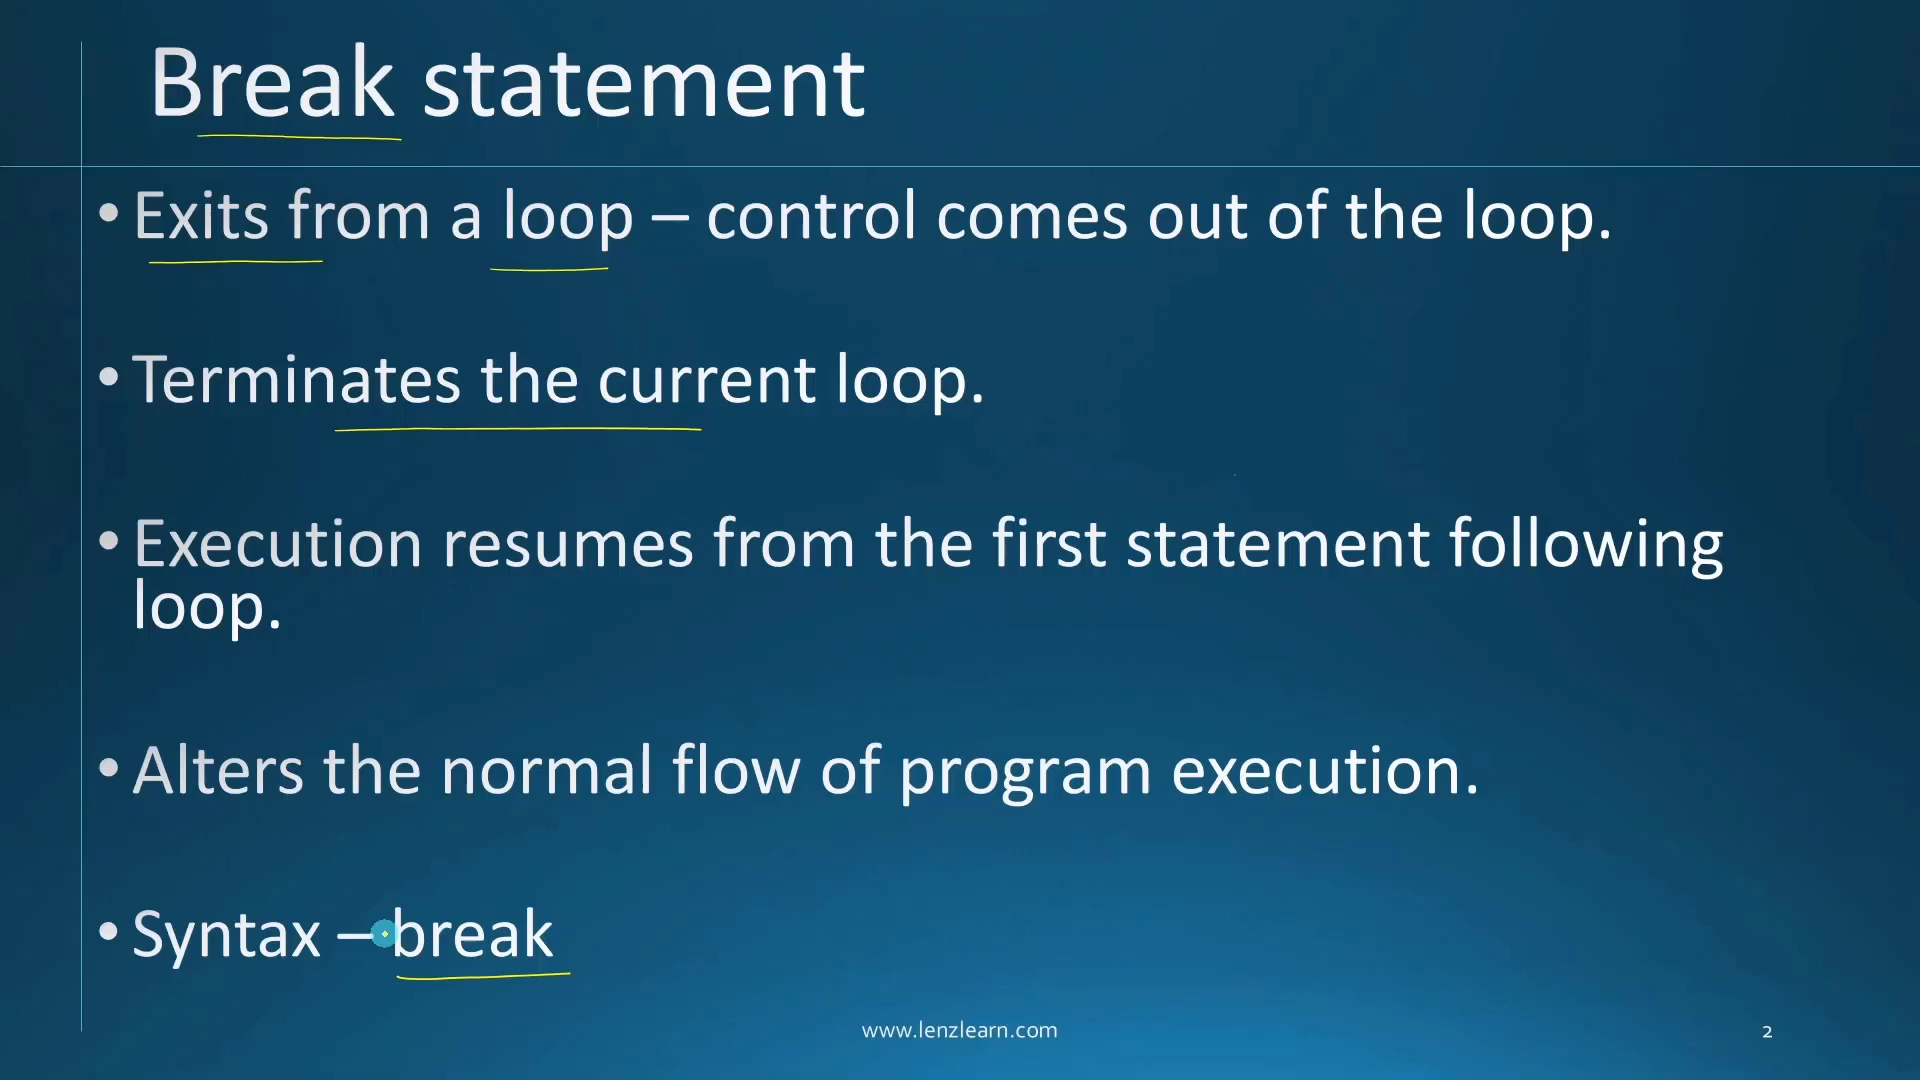 Break statement
• Exits from a loop – control comes out of the loop.
• Terminates the current loop.
• Execution resumes from the first statement following
loop.
• Alters the normal flow of program execution.
• Syntax – break
www.lenzlearn.com
2